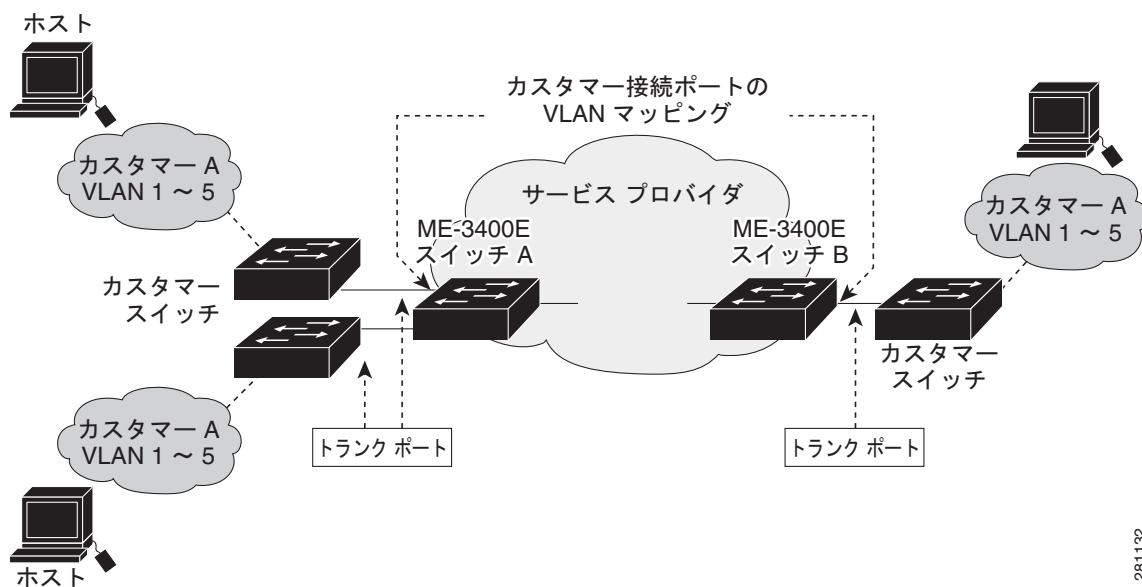 ホスト
カスタマー接続ポートの
VLAN マッピング
カスタマー A
VLAN 1 ～ 5
サービス プロバイダ
カスタマー A
VLAN 1 ～ 5
ME-3400E
スイッチ A
ME-3400E
スイッチ B
カスタマー
スイッチ
カスタマー
スイッチ
カスタマー A
VLAN 1 ～ 5
トランク ポート
トランク ポート
ホスト
281132